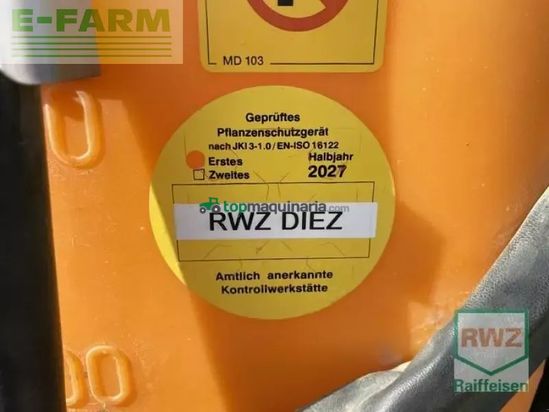 E-FARM
MD 103
Geprüftes
Pflanzenschutzgerät
nach JKI 3-1.0/EN-ISO 16122
Erstes Halbjahr
Zweites 2027
topmaquinaria.com
RWZ DIEZ
Amtlich anerkannte
Kontrollwerkstätte
00
RWZ
Raiffeisen